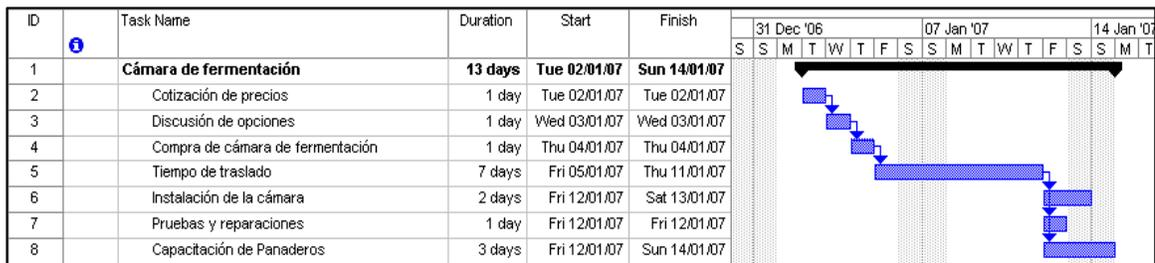 ID Task Name Duration Start Finish 31 Dec '06 07 Jan '07 14 Jan '07
S S M T W T F S S M T W T F S S M T
1 Cámara de fermentación 13 days Tue 02/01/07 Sun 14/01/07
2 Cotización de precios 1 day Tue 02/01/07 Tue 02/01/07
3 Discusión de opciones 1 day Wed 03/01/07 Wed 03/01/07
4 Compra de cámara de fermentación 1 day Thu 04/01/07 Thu 04/01/07
5 Tiempo de traslado 7 days Fri 05/01/07 Thu 11/01/07
6 Instalación de la cámara 2 days Fri 12/01/07 Sat 13/01/07
7 Pruebas y reparaciones 1 day Fri 12/01/07 Fri 12/01/07
8 Capacitación de Panaderos 3 days Fri 12/01/07 Sun 14/01/07